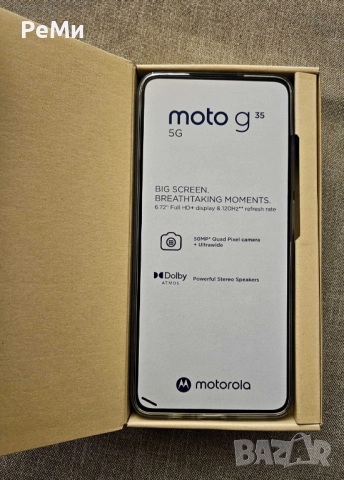 РеМи
moto g 35
5G
BIG SCREEN.
BREATHTAKING MOMENTS.
6.72" Full HD+ display & 120Hz** refresh rate
50MP* Quad Pixel camera
+ Ultrawide
Dolby
ATMOS
Powerful Stereo Speakers
motorola
BAZAR